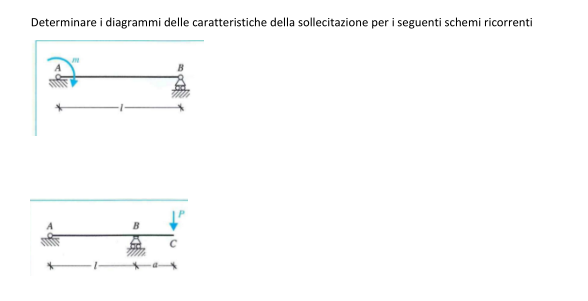 Determinare i diagrammi delle caratteristiche della sollecitazione per i seguenti schemi ricorrenti
m
A B
l
P
A B
C
l a